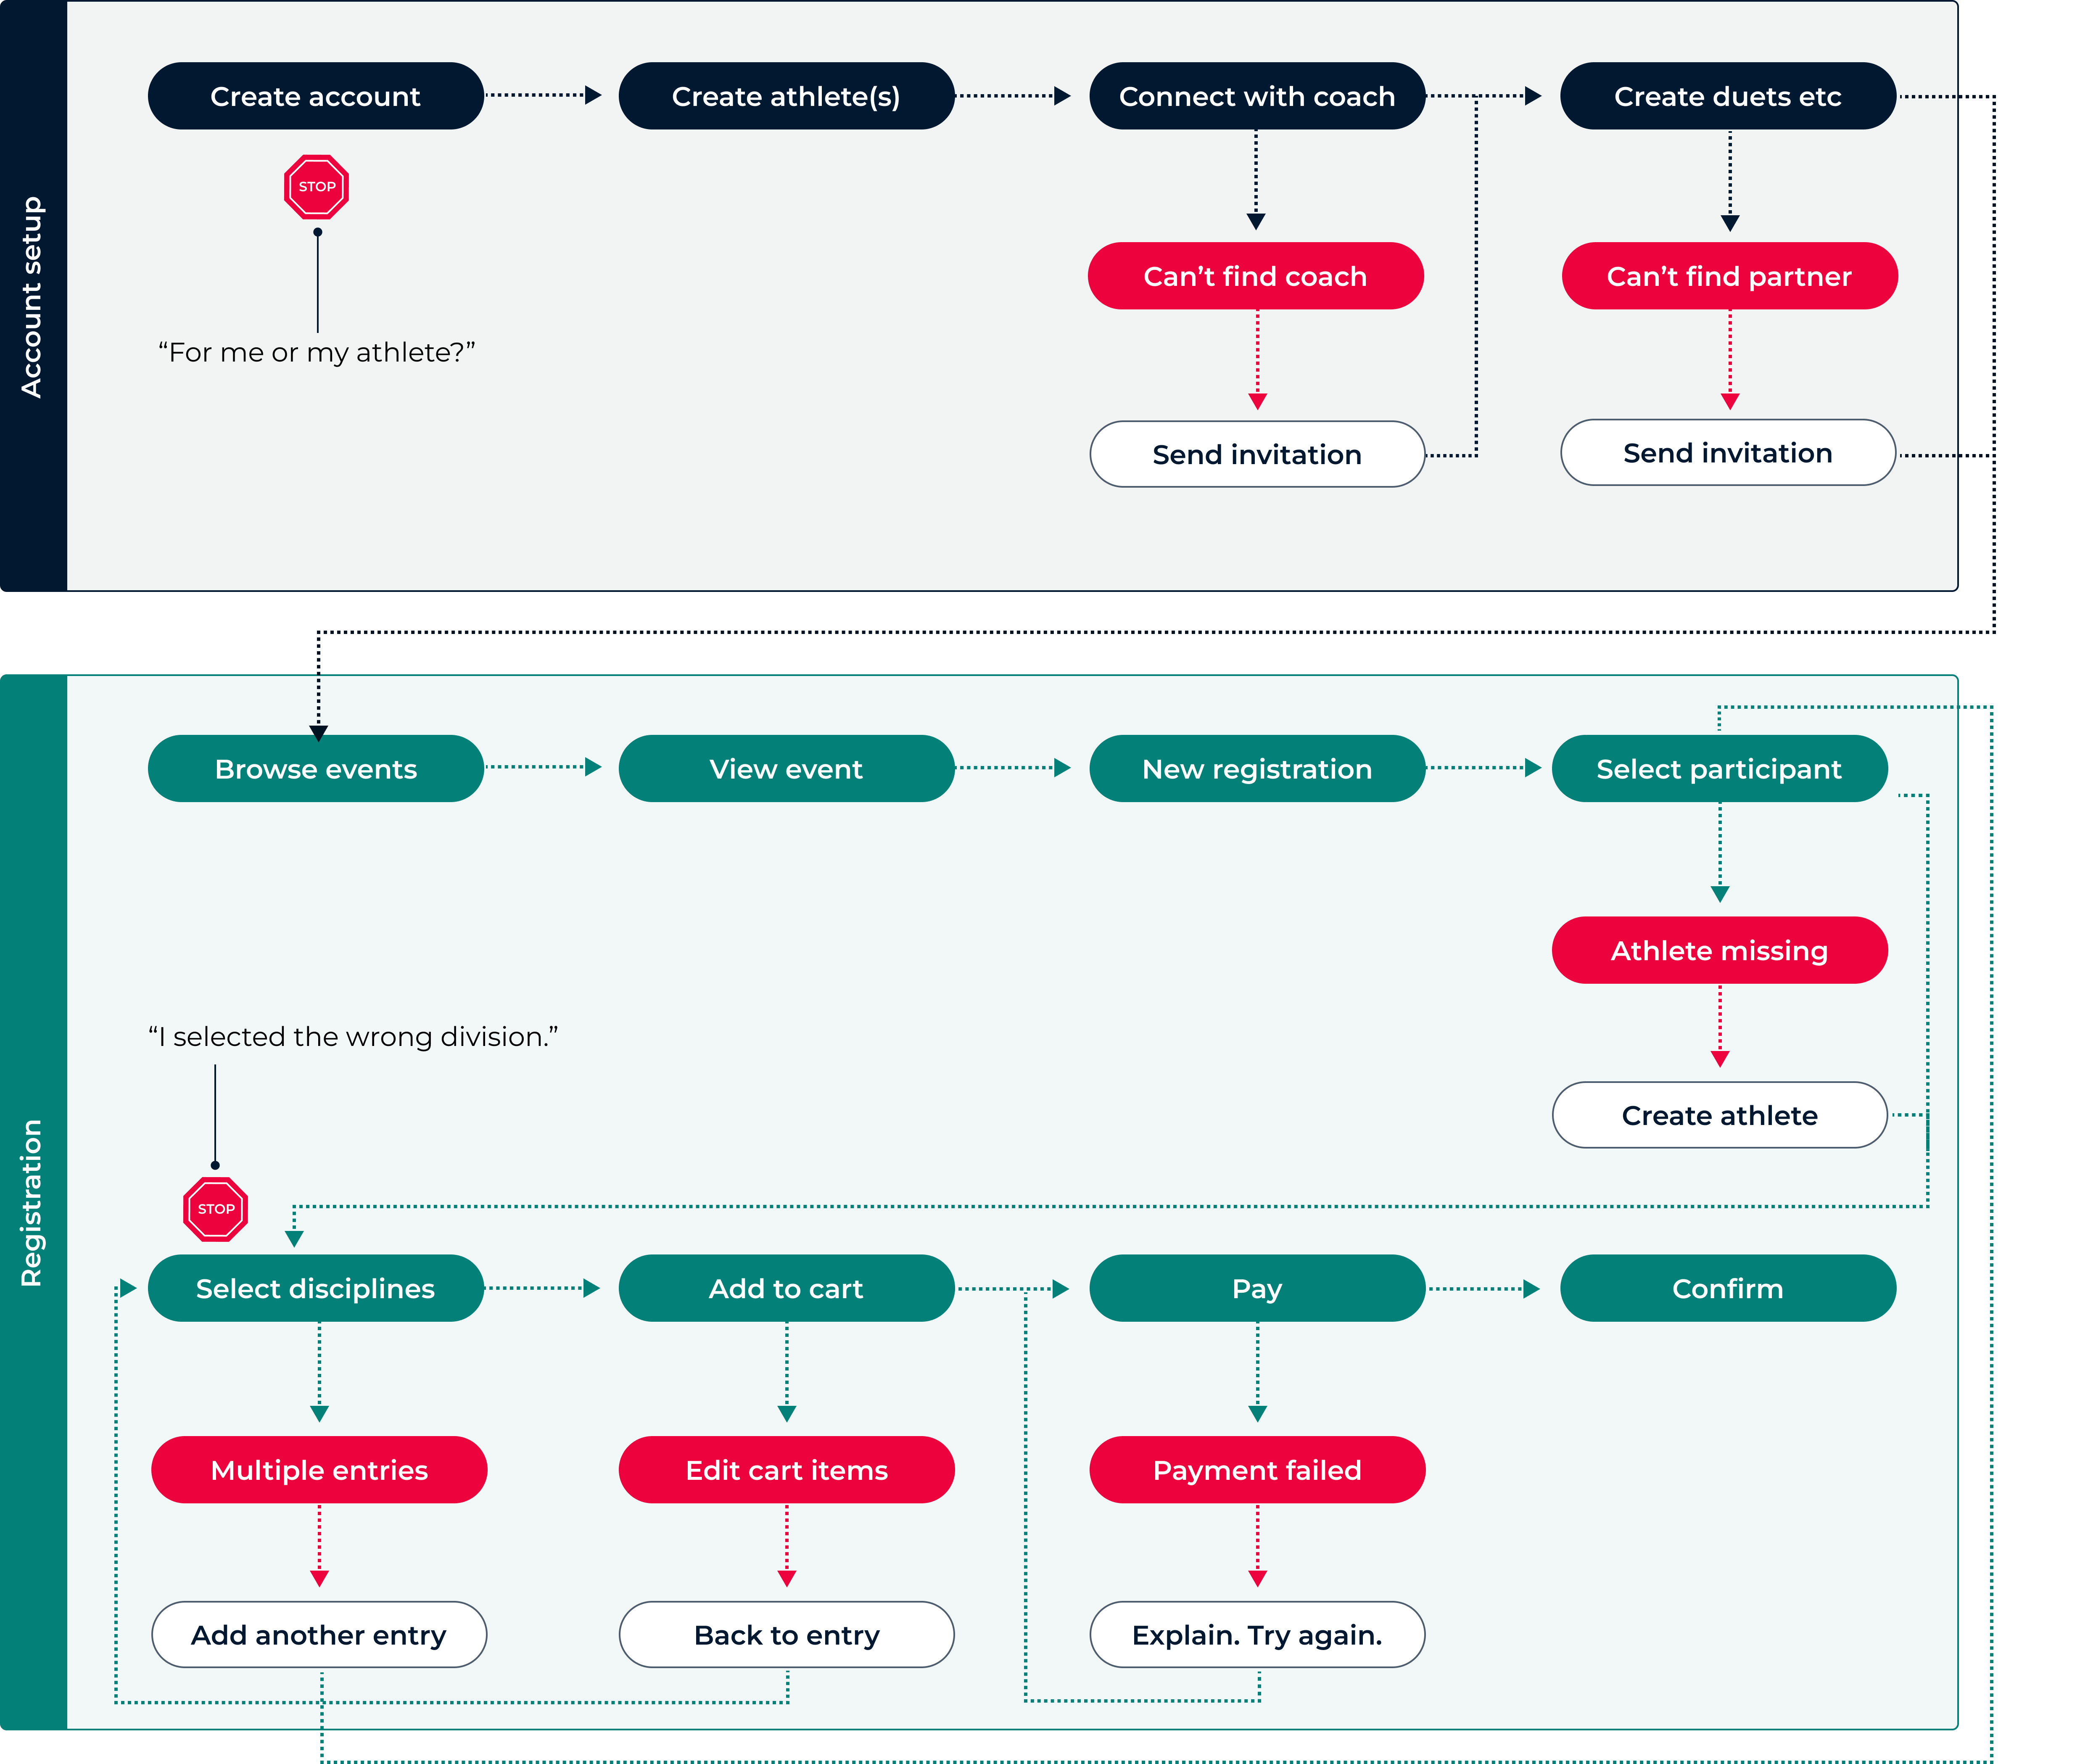 Account setup
Create account
Create athlete(s)
Connect with coach
Create duets etc
STOP
Can’t find coach
Can’t find partner
“For me or my athlete?”
Send invitation
Send invitation
Registration
Browse events
View event
New registration
Select participant
Athlete missing
“I selected the wrong division.”
Create athlete
STOP
Select disciplines
Add to cart
Pay
Confirm
Multiple entries
Edit cart items
Payment failed
Add another entry
Back to entry
Explain. Try again.